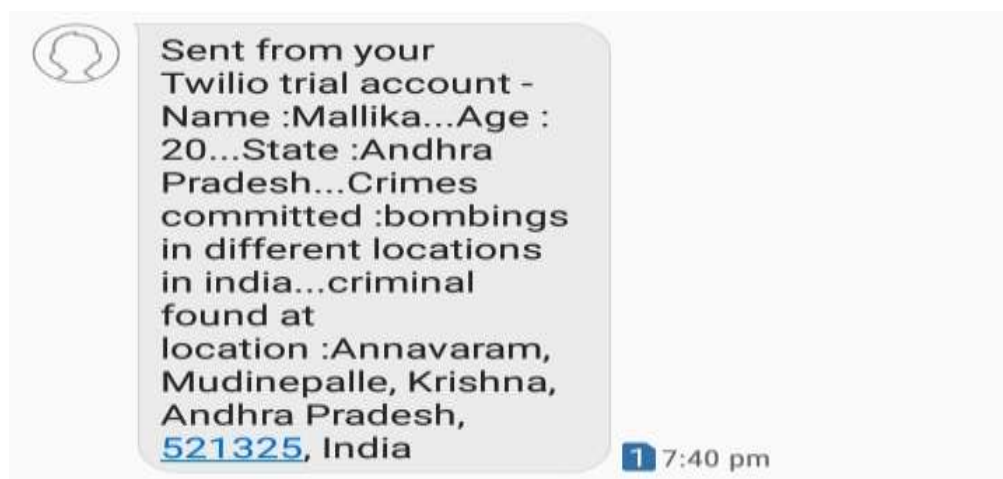 Sent from your
Twilio trial account -
Name :Mallika...Age :
20...State :Andhra
Pradesh...Crimes
committed :bombings
in different locations
in india...criminal
found at
location :Annavaram,
Mudinepalle, Krishna,
Andhra Pradesh,
521325, India
1 7:40 pm